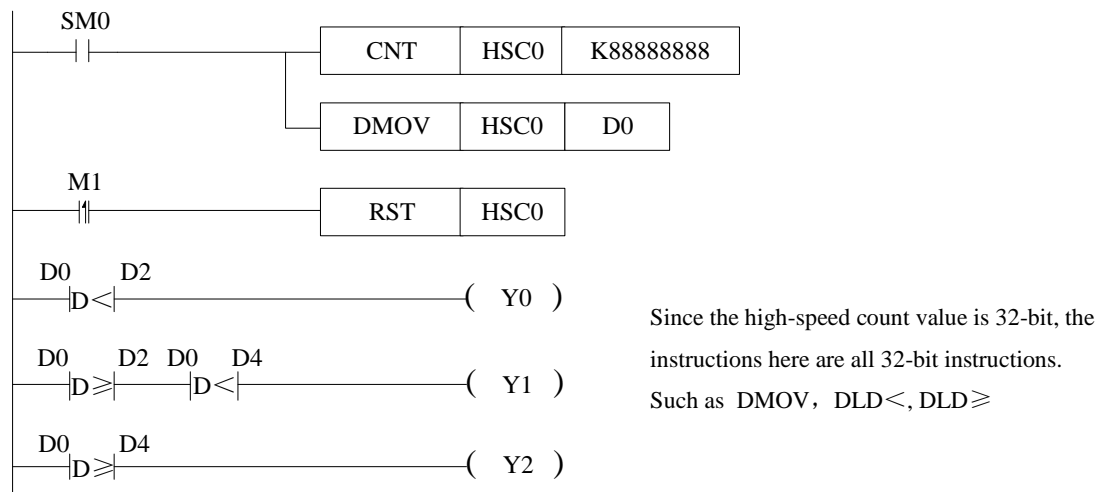 SM0
CNT HSC0 K88888888
DMOV HSC0 D0
M1
RST HSC0
D0 D2
D< ( Y0 )
D0 D2 D0 D4
D≥ D< ( Y1 )
D0 D4
D≥ ( Y2 )
Since the high-speed count value is 32-bit, the
instructions here are all 32-bit instructions.
Such as DMOV，DLD<, DLD≥